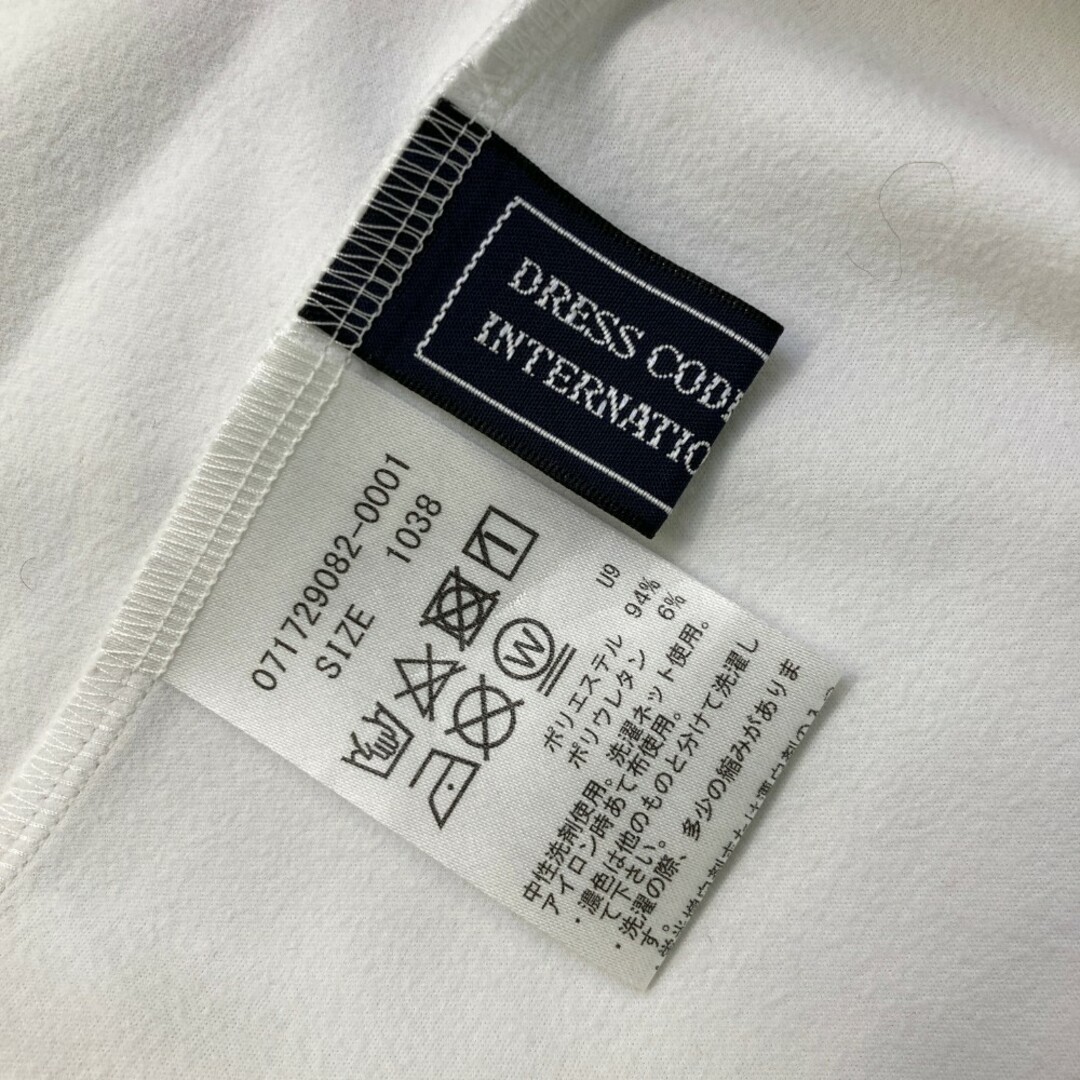 DRESS COD
INTERNATIO
071729082-0001
SIZE 1038
W
U9
ポリエステル 94%
ポリウレタン 6%
中性洗剤使用。洗濯ネット使用。
アイロン時あて布使用。
・濃色は他のものと分けて洗濯し
て下さい。
・洗濯の際、多少の縮みがありま
す。